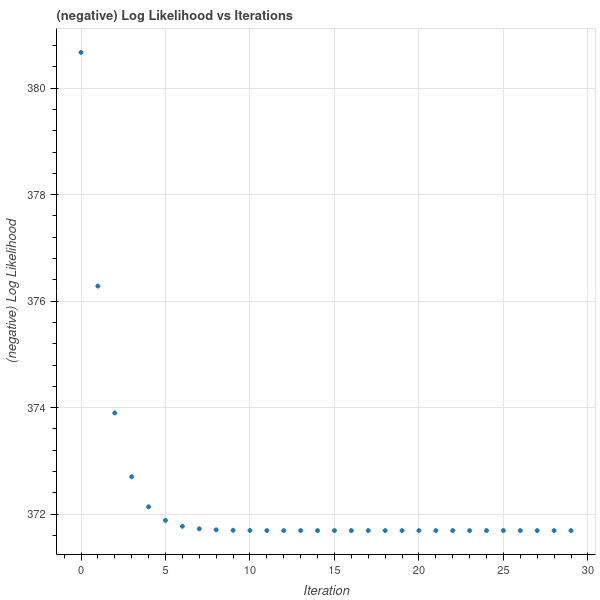 (negative) Log Likelihood vs Iterations
(negative) Log Likelihood
380
378
376
374
372
0 5 10 15 20 25 30
Iteration